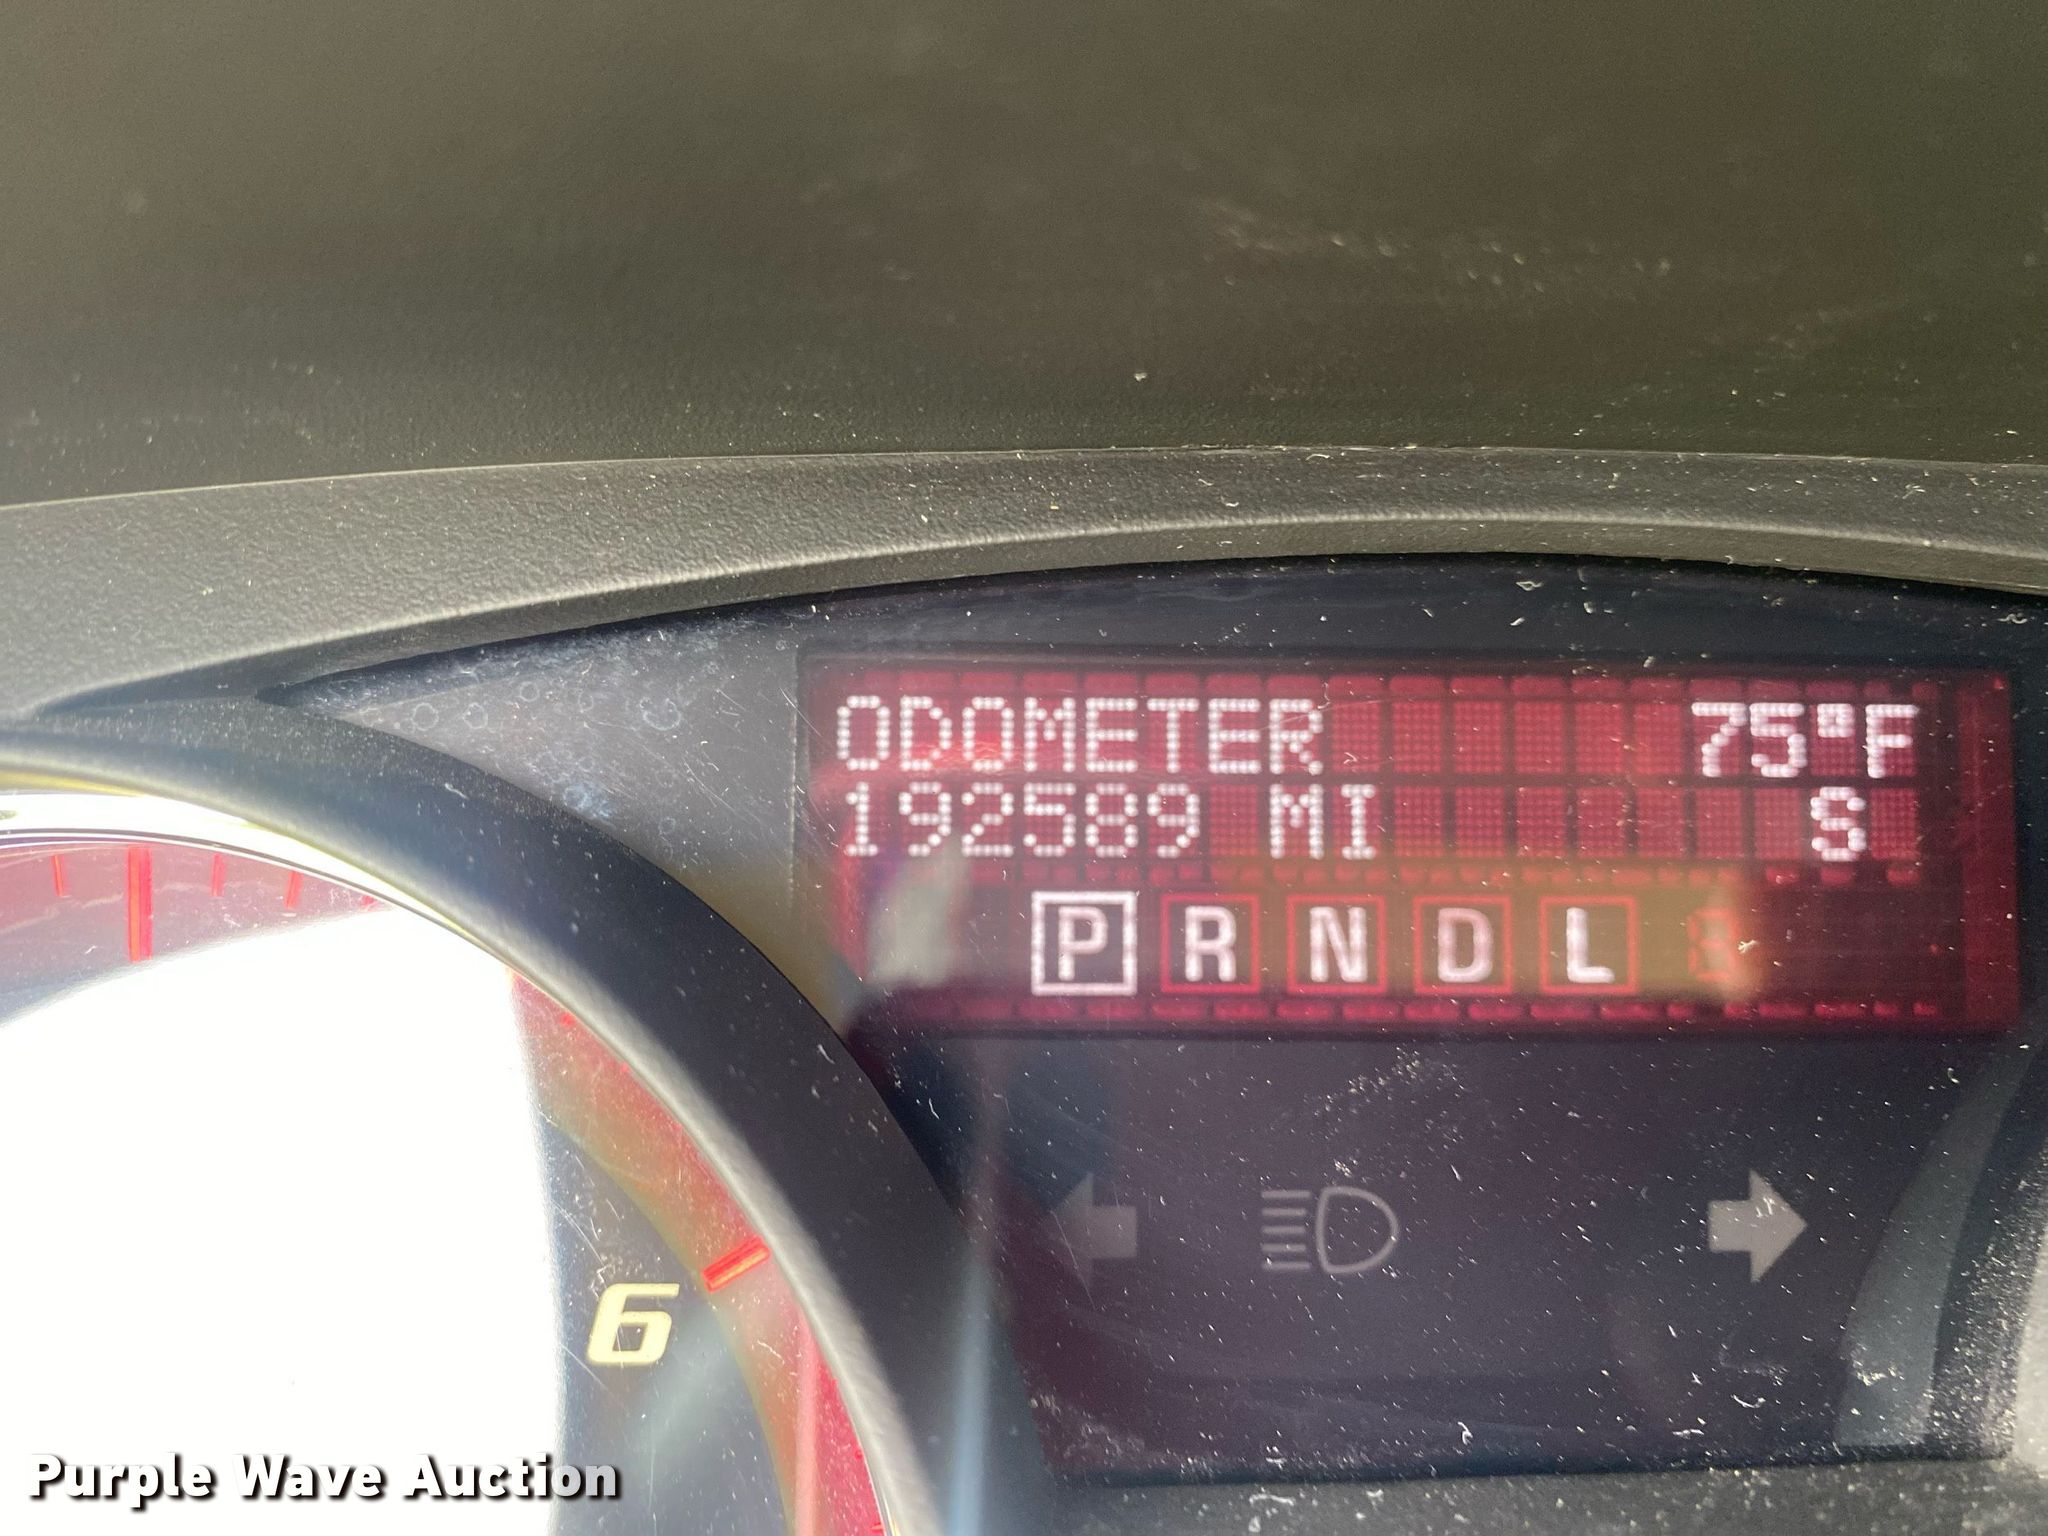 ODOMETER 75°F
192589 MI S
P R N D L
6
Purple Wave Auction